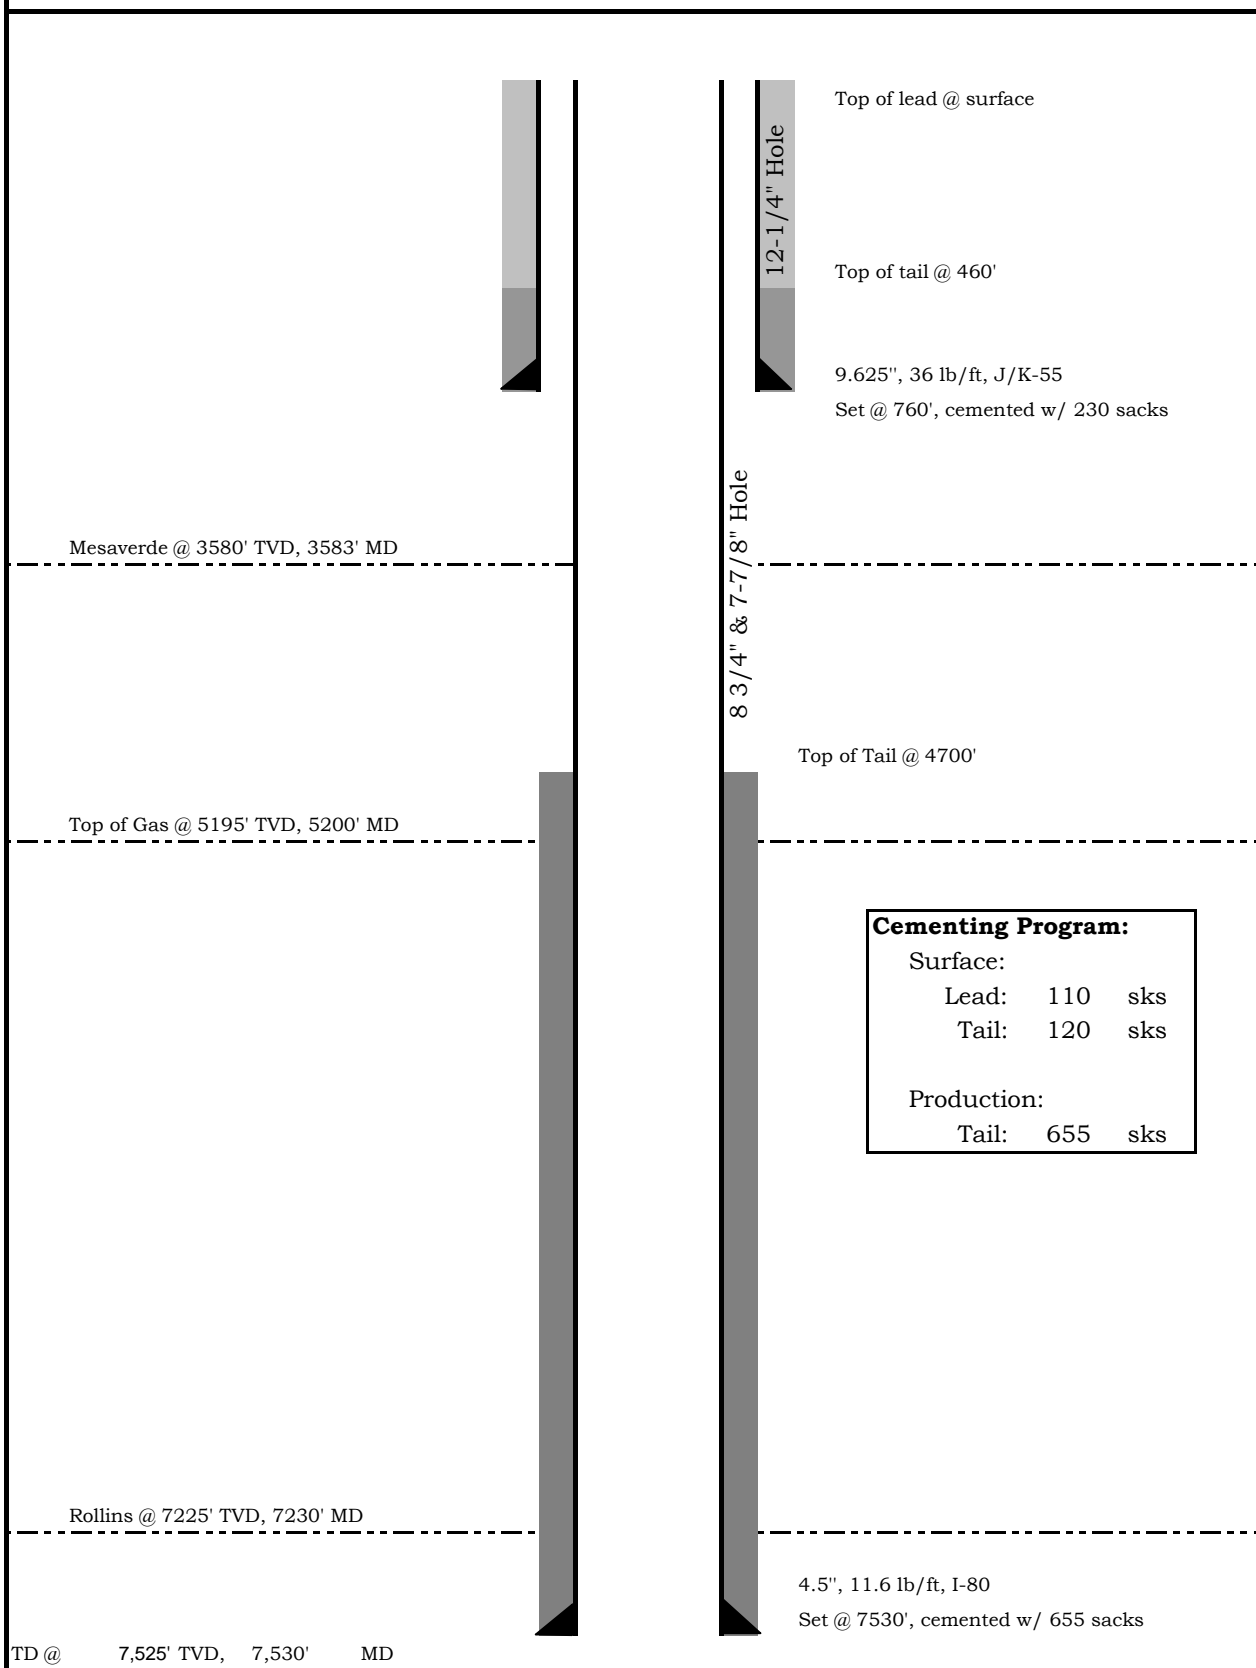 Top of lead @ surface
12-1/4" Hole
Top of tail @ 460'
9.625", 36 lb/ft, J/K-55
Set @ 760', cemented w/ 230 sacks
8 3/4" & 7-7/8" Hole
Mesaverde @ 3580' TVD, 3583' MD
Top of Tail @ 4700'
Top of Gas @ 5195' TVD, 5200' MD
Cementing Program:
Surface:
Lead: 110 sks
Tail: 120 sks
Production:
Tail: 655 sks
Rollins @ 7225' TVD, 7230' MD
4.5", 11.6 lb/ft, I-80
Set @ 7530', cemented w/ 655 sacks
TD @ 7,525' TVD, 7,530' MD